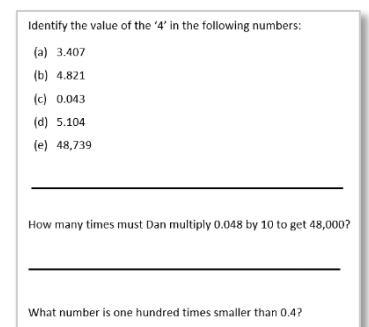 Identify the value of the ‘4’ in the following numbers:
(a) 3.407
(b) 4.821
(c) 0.043
(d) 5.104
(e) 48,739
How many times must Dan multiply 0.048 by 10 to get 48,000?
What number is one hundred times smaller than 0.4?